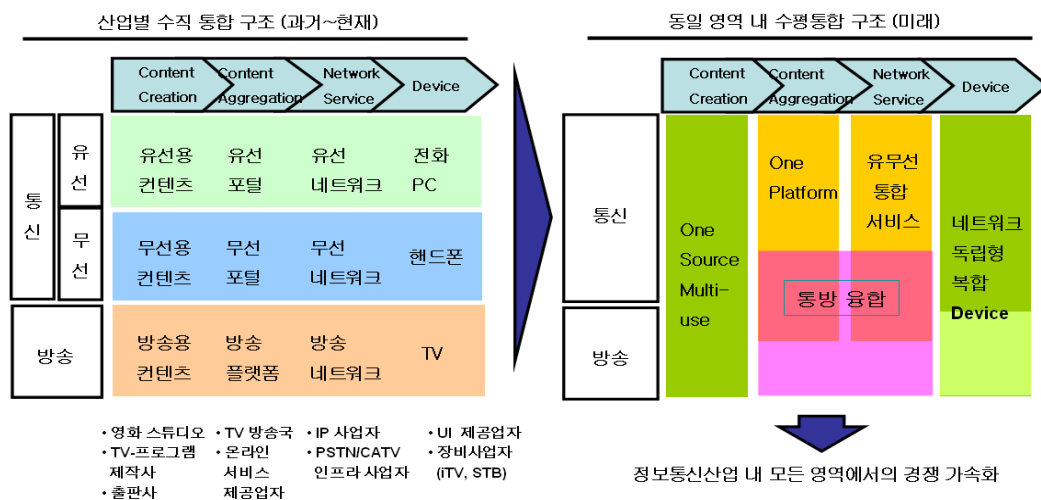 산업별 수직 통합 구조 (과거~현재)
Content Creation
Content Aggregation
Network Service
Device
통신
유선
유선용 컨텐츠
유선 포털
유선 네트워크
전화 PC
무선
무선용 컨텐츠
무선 포털
무선 네트워크
핸드폰
방송
방송용 컨텐츠
방송 플랫폼
방송 네트워크
TV
• 영화 스튜디오
• TV-프로그램
제작사
• 출판사
• TV 방송국
• 온라인
서비스
제공업자
• IP 사업자
• PSTN/CATV
인프라 사업자
• UI 제공업자
• 장비사업자
(iTV, STB)
동일 영역 내 수평통합 구조 (미래)
Content Creation
Content Aggregation
Network Service
Device
통신
방송
One
Source
Multi-
use
One
Platform
유무선
통합
서비스
통방 융합
네트워크
독립형
복합
Device
정보통신산업 내 모든 영역에서의 경쟁 가속화